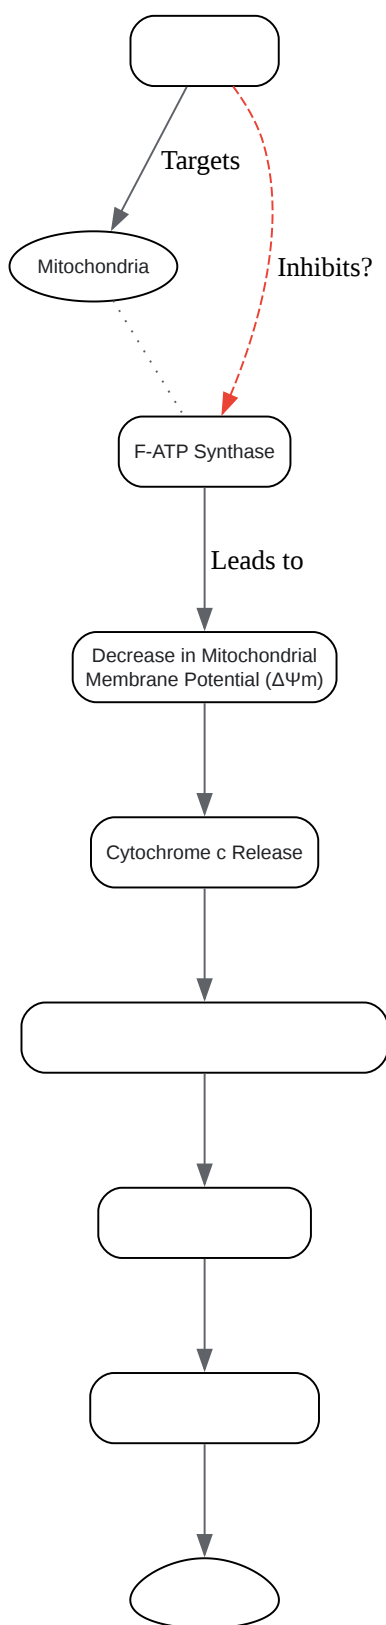 Targets
Mitochondria
Inhibits?
F-ATP Synthase
Leads to
Decrease in Mitochondrial
Membrane Potential (ΔΨm)
Cytochrome c Release